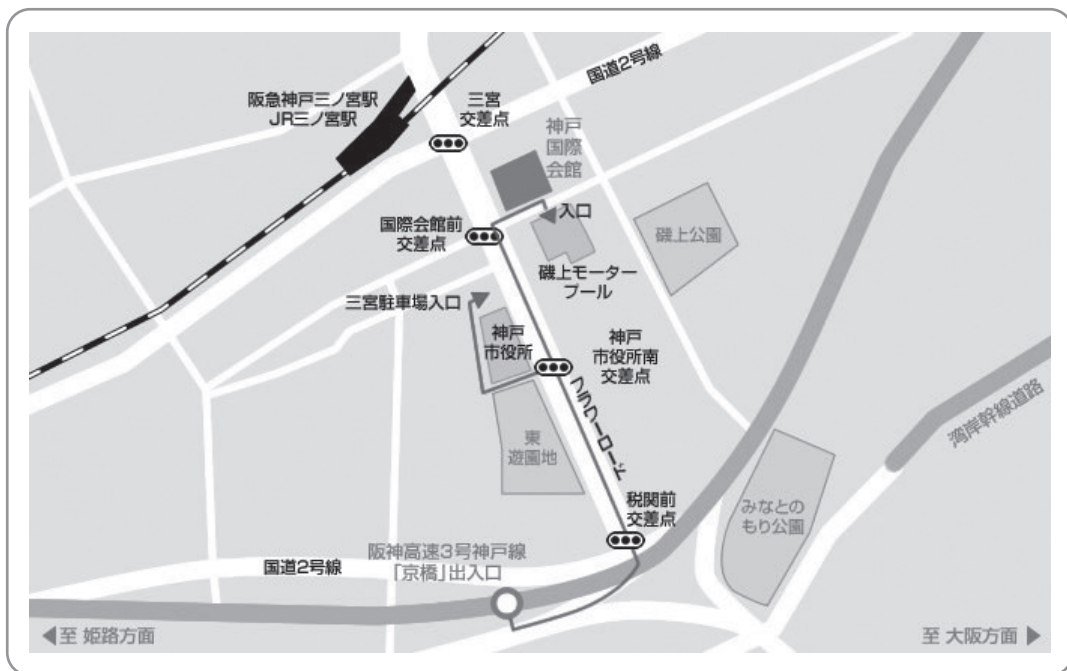 国道2号線
阪急神戸三ノ宮駅
JR三ノ宮駅
三宮
交差点
神戸
国際
会館
入口
国際会館前
交差点
磯上公園
磯上モーター
プール
三宮駐車場入口
神戸
市役所
神戸
市役所南
交差点
フラワーロード
湾岸幹線道路
東
遊園地
税関前
交差点
みなとの
もり公園
阪神高速3号神戸線
「京橋」出入口
国道2号線
◀至 姫路方面
至 大阪方面 ▶